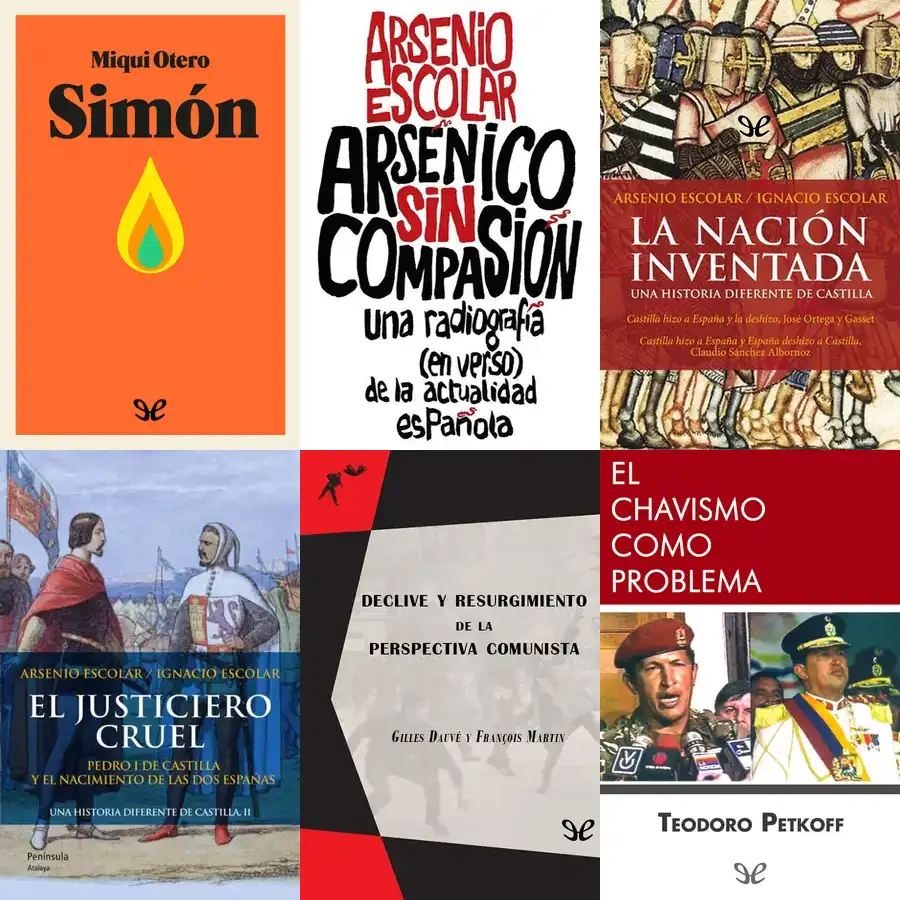 Miqui Otero
Simón
ARSENIO
ESCOLAR
ARSÉNICO
SIN
COMPASIÓN
una radiografía
(en verso)
de la actualidad
española
ARSENIO ESCOLAR / IGNACIO ESCOLAR
LA NACIÓN
INVENTADA
UNA HISTORIA DIFERENTE DE CASTILLA
Castilla hizo a España y la deshizo, José Ortega y Gasset
Castilla hizo a España y España deshizo a Castilla,
Claudio Sánchez Albornoz
ARSENIO ESCOLAR / IGNACIO ESCOLAR
EL JUSTICIERO
CRUEL
PEDRO I DE CASTILLA
Y EL NACIMIENTO DE LAS DOS ESPAÑAS
UNA HISTORIA DIFERENTE DE CASTILLA. II
Península
Atalaya
DECLIVE Y RESURGIMIENTO
DE LA
PERSPECTIVA COMUNISTA
GILLES DAUVÉ Y FRANÇOIS MARTIN
EL
CHAVISMO
COMO
PROBLEMA
TEODORO PETKOFF